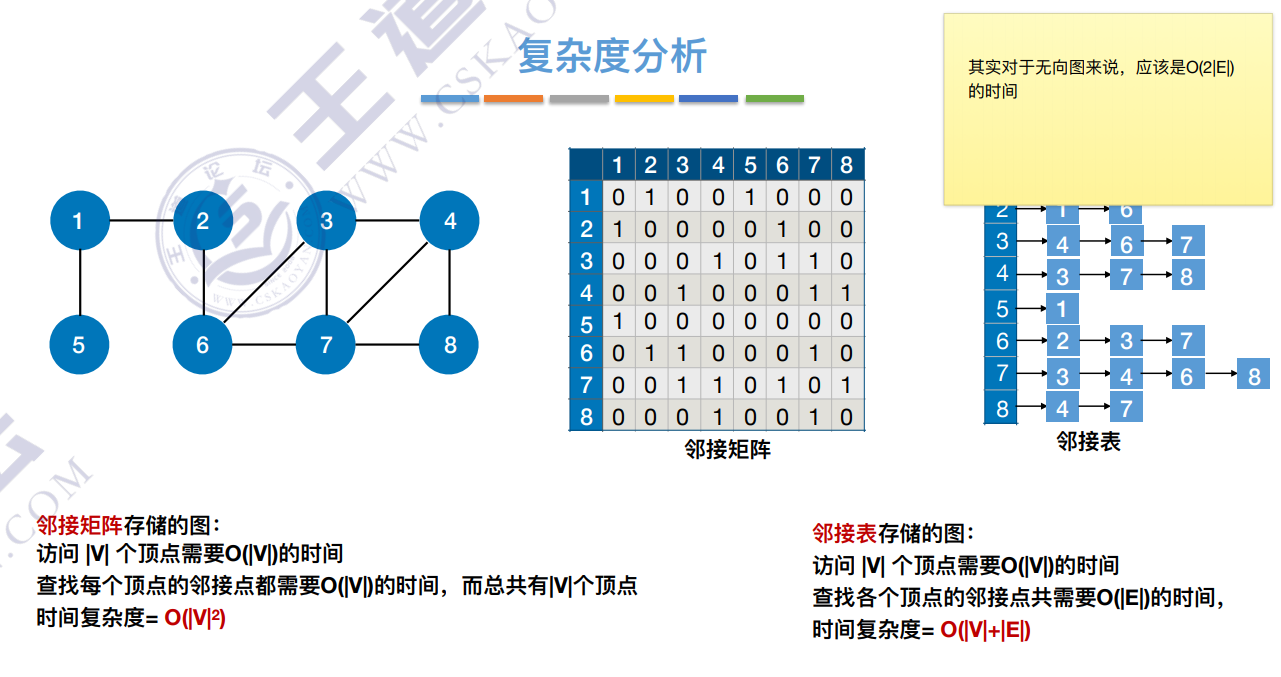 复杂度分析
其实对于无向图来说，应该是O(2|E|)
的时间
1 2 3 4
5 6 7 8
1 2 3 4 5 6 7 8
1 0 1 0 0 1 0 0 0
2 1 0 0 0 0 1 0 0
3 0 0 0 1 0 1 1 0
4 0 0 1 0 0 0 1 1
5 1 0 0 0 0 0 0 0
6 0 1 1 0 0 0 1 0
7 0 0 1 1 0 1 0 1
8 0 0 0 1 0 0 1 0
邻接矩阵
2 1 6
3 4 6 7
4 3 7 8
5 1
6 2 3 7
7 3 4 6 8
8 4 7
邻接表
邻接矩阵存储的图：
访问 |V| 个顶点需要O(|V|)的时间
查找每个顶点的邻接点都需要O(|V|)的时间，而总共有|V|个顶点
时间复杂度= O(|V|²)
邻接表存储的图：
访问 |V| 个顶点需要O(|V|)的时间
查找各个顶点的邻接点共需要O(|E|)的时间，
时间复杂度= O(|V|+|E|)
王道
WWW.CSKAO
王道论坛
WWW.CSKAOYA
.COM